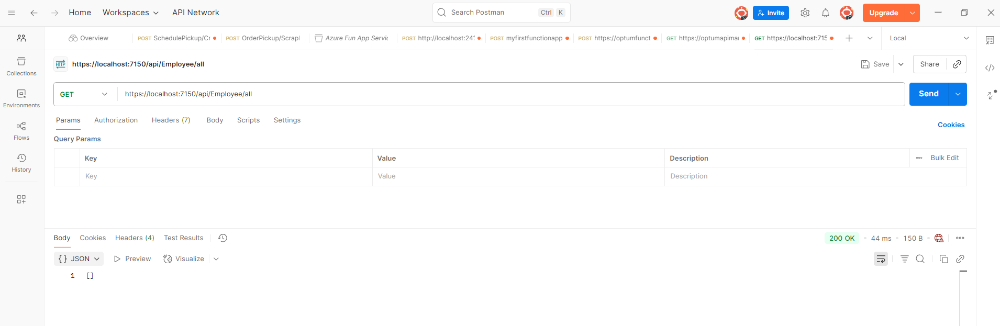 Home Workspaces API Network Search Postman Ctrl K Invite Upgrade
Overview POST SchedulePickup/Cr POST OrderPickup/Scrapl Azure Fun App Servic POST http://localhost:24 POST myfirstfunctionapp POST https://optumfunct GET https://optumapima GET https://localhost:715 Local
HTTP https://localhost:7150/api/Employee/all Save Share
Collections
GET https://localhost:7150/api/Employee/all Send
Environments
Params Authorization Headers (7) Body Scripts Settings Cookies
Flows
Query Params
Key Value Description Bulk Edit
History
Key Value Description
Body Cookies Headers (4) Test Results 200 OK 44 ms 150 B
{} JSON Preview Visualize
1 []